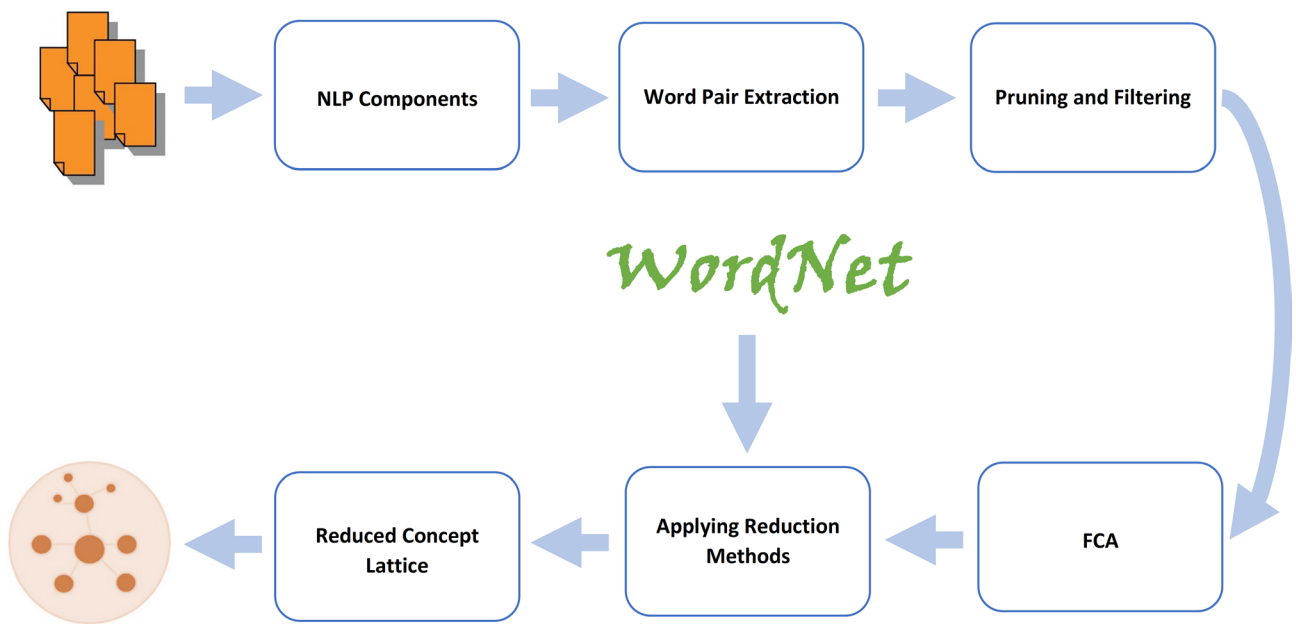 NLP Components
Word Pair Extraction
Pruning and Filtering
WordNet
Reduced Concept
Lattice
Applying Reduction
Methods
FCA